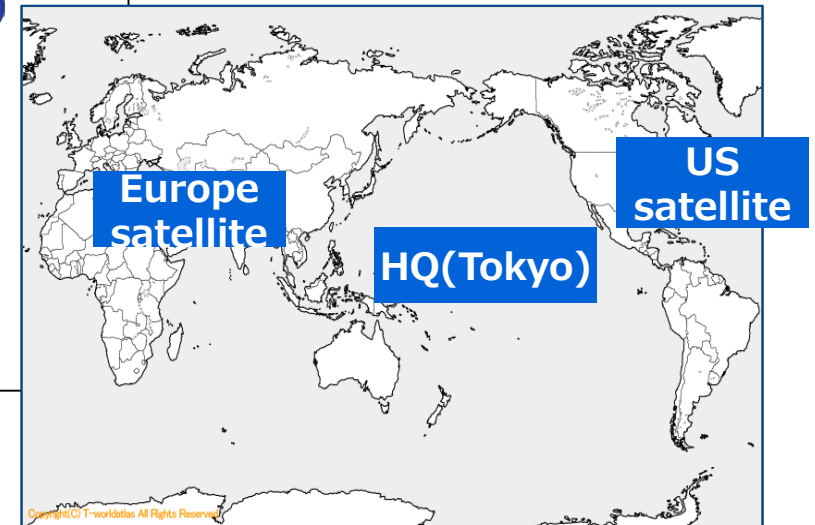 Europe
satellite
US
satellite
HQ(Tokyo)
Copyright(C) T-worldatlas All Rights Reserved